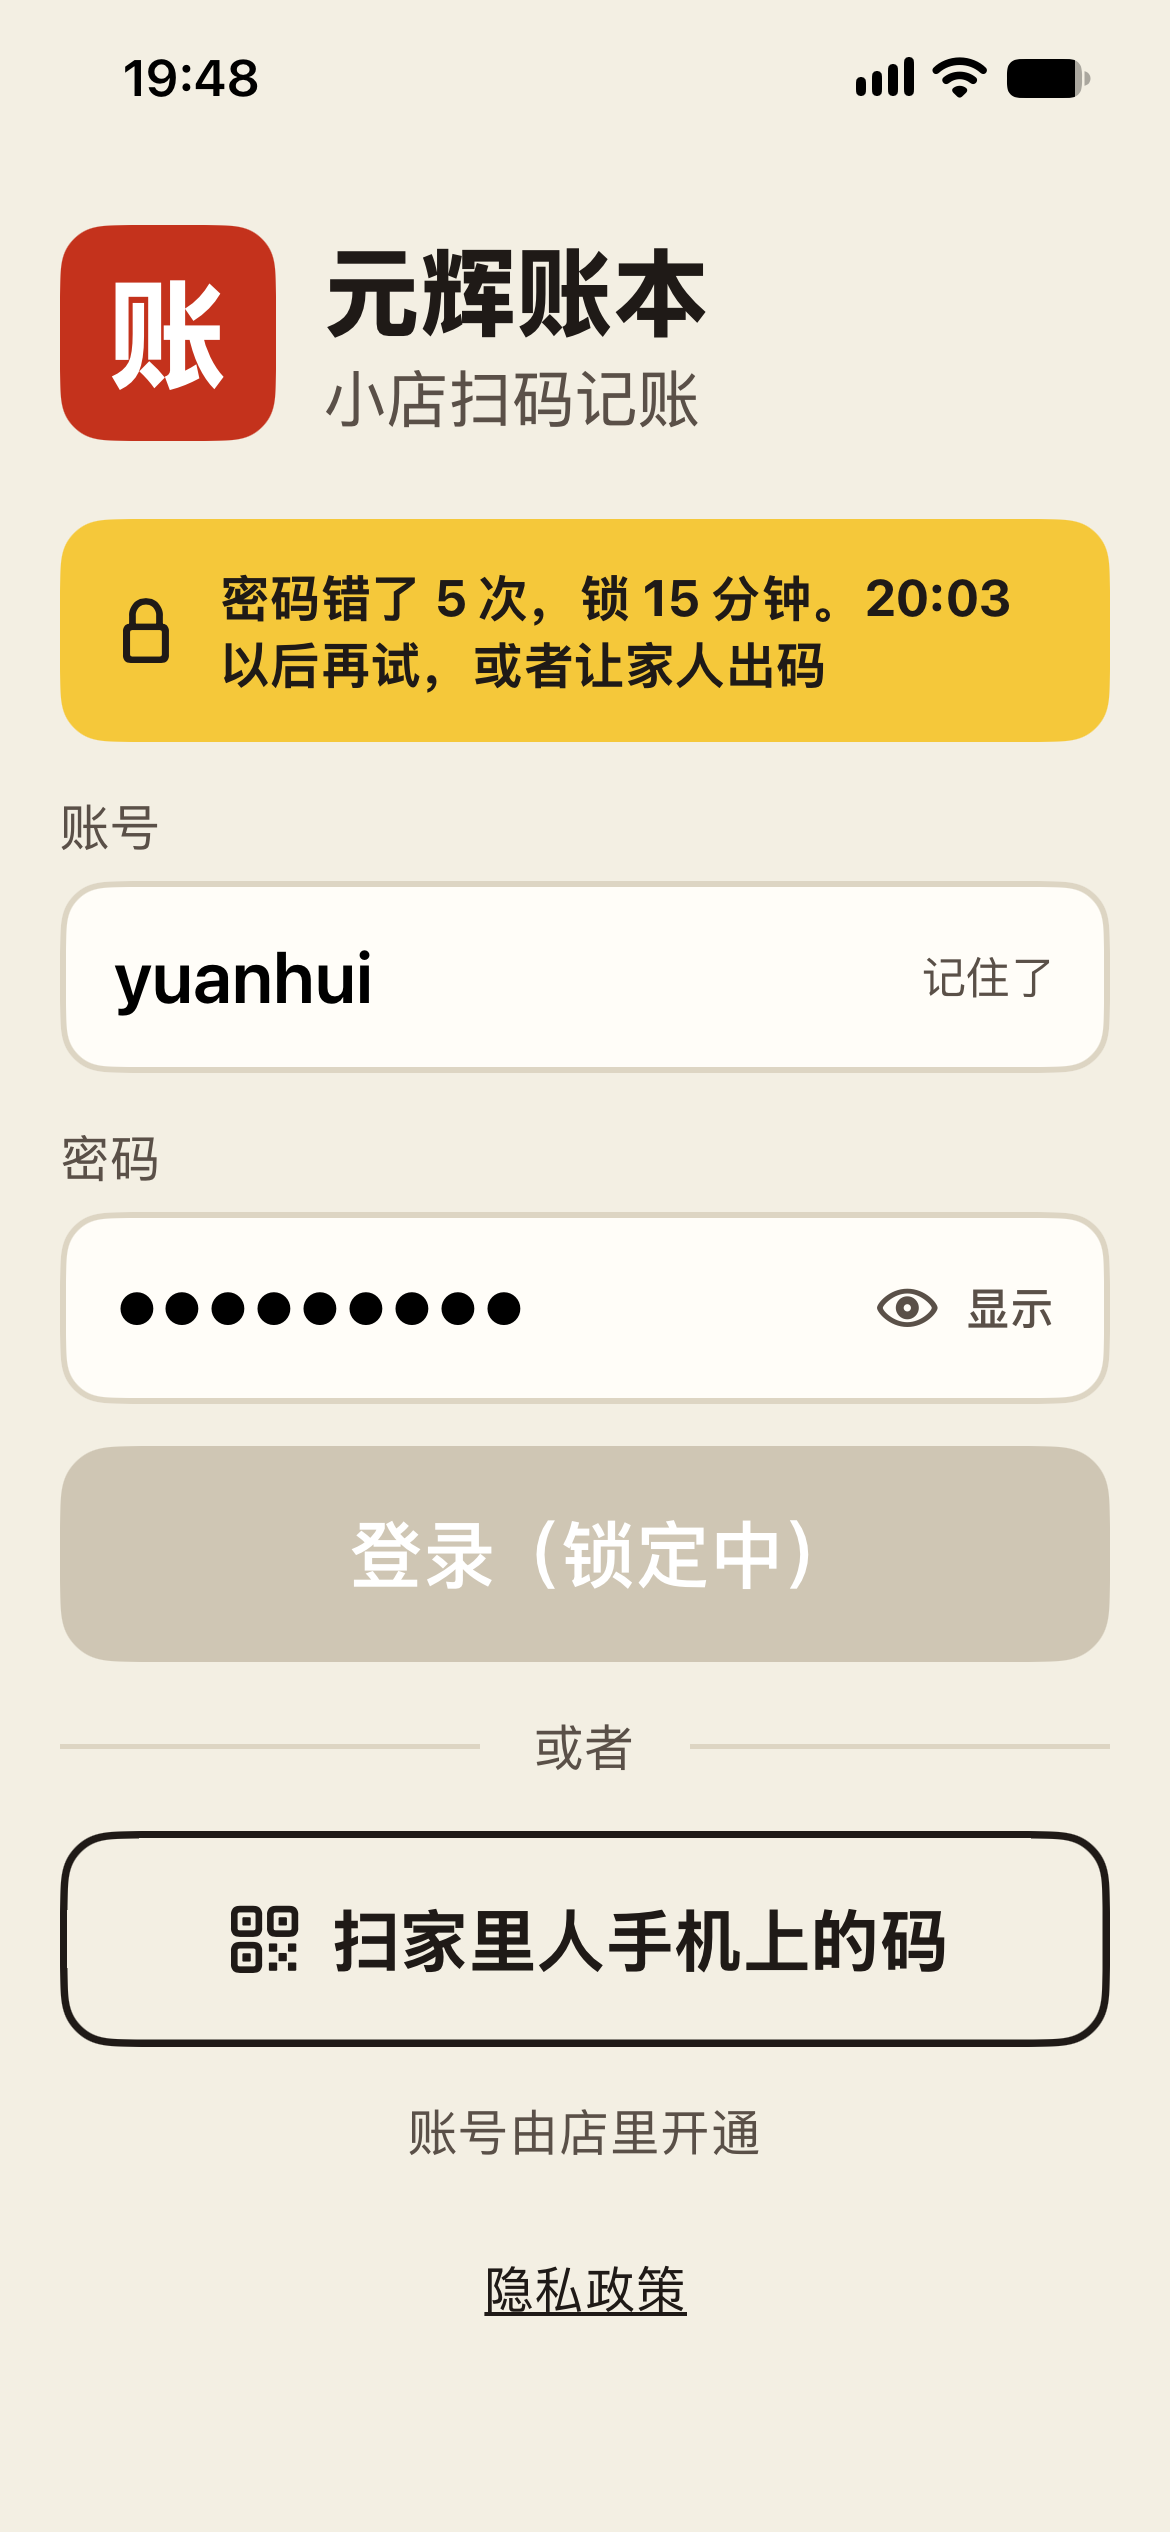 19:48
账
元辉账本
小店扫码记账
密码错了 5 次，锁 15 分钟。20:03
以后再试，或者让家人出码
账号
yuanhui
记住了
密码
●●●●●●●●●
显示
登录（锁定中）
或者
扫家里人手机上的码
账号由店里开通
隐私政策